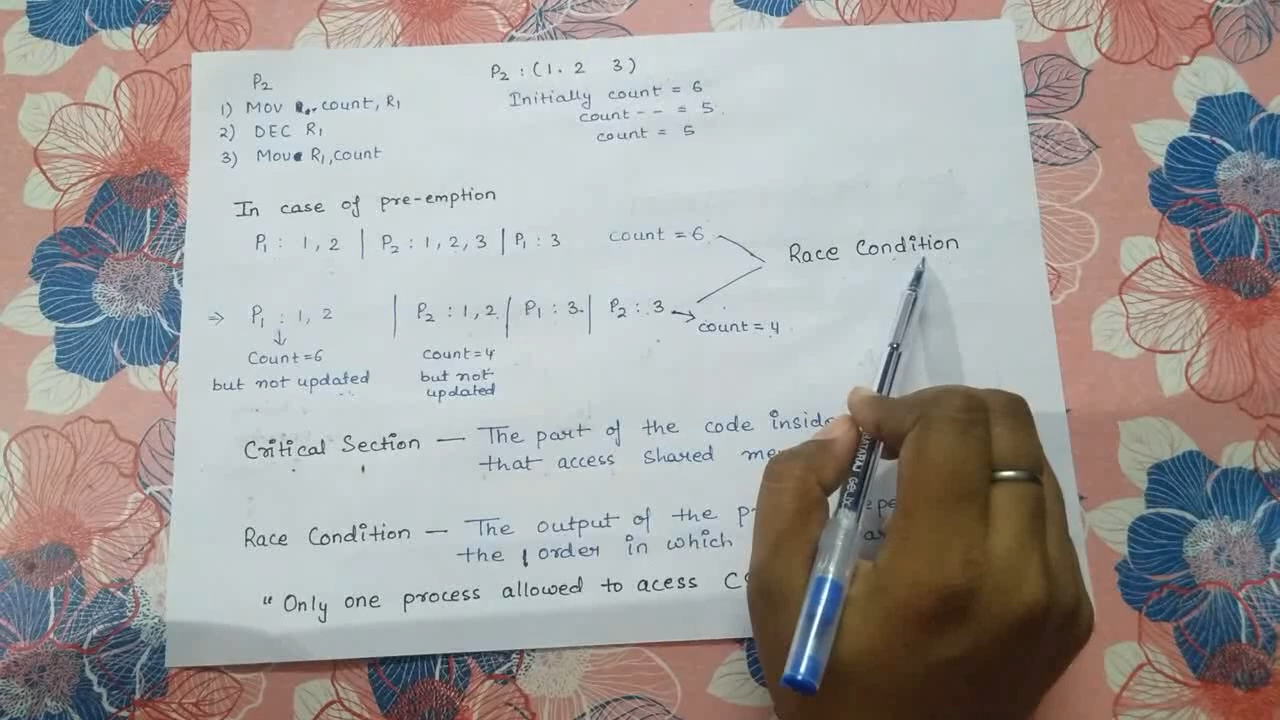 P2
P2 : (1. 2 3)
1) Mov count, R1
Initially count = 6
2) DEC R1
count -- = 5
3) Mov R1, count
count = 5
In case of pre-emption
P1 : 1, 2 | P2 : 1, 2, 3 | P1 : 3 count = 6
Race Condition
⇒ P1 : 1, 2 | P2 : 1, 2 | P1 : 3. | P2 : 3 →
count = 4
↓
Count = 6
but not updated
count = 4
but not
updated
Critical Section — The part of the code inside
that access shared
Race Condition — The output of the
the order in which
"Only one process allowed to acess